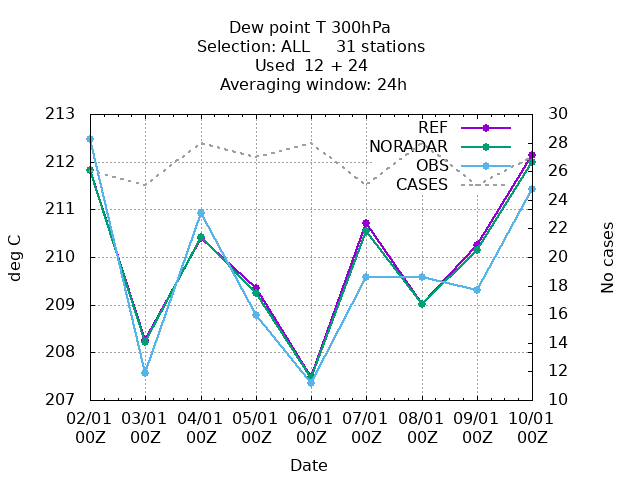 Dew point T 300hPa
Selection: ALL     31 stations
Used  12 + 24
Averaging window: 24h
213
212
211
210
209
208
207
deg C
30
28
26
24
22
20
18
16
14
12
10
No cases
REF
NORADAR
OBS
CASES
02/01 03/01 04/01 05/01 06/01 07/01 08/01 09/01 10/01
00Z 00Z 00Z 00Z 00Z 00Z 00Z 00Z 00Z
Date